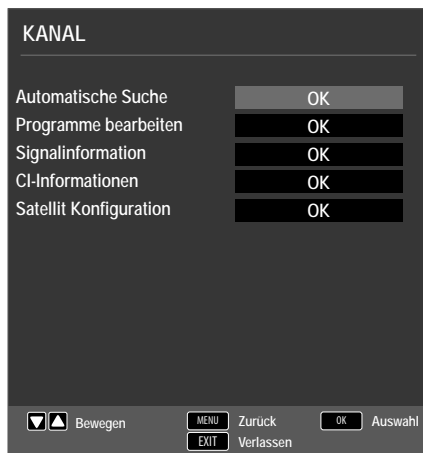 KANAL
Automatische Suche OK
Programme bearbeiten OK
Signalinformation OK
CI-Informationen OK
Satellit Konfiguration OK
Bewegen MENU Zurück OK Auswahl
EXIT Verlassen